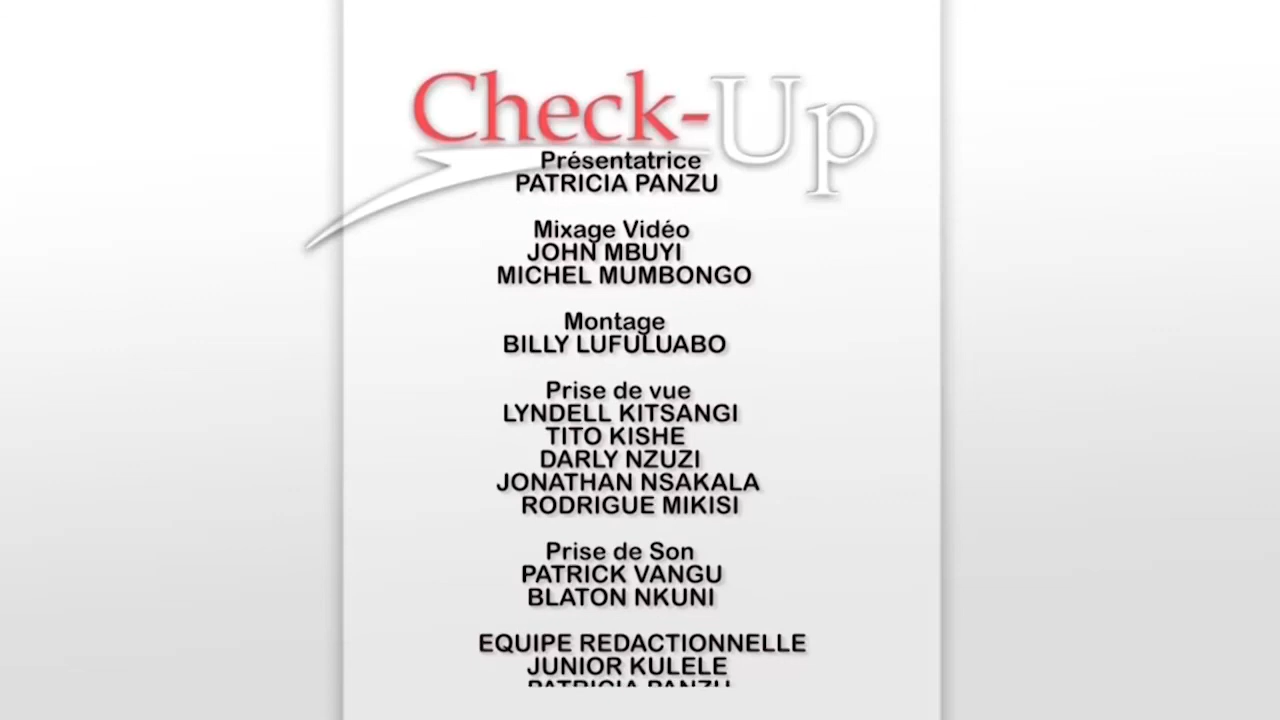 Check-Up
Présentatrice
PATRICIA PANZU
Mixage Vidéo
JOHN MBUYI
MICHEL MUMBONGO
Montage
BILLY LUFULUABO
Prise de vue
LYNDELL KITSANGI
TITO KISHE
DARLY NZUZI
JONATHAN NSAKALA
RODRIGUE MIKISI
Prise de Son
PATRICK VANGU
BLATON NKUNI
EQUIPE REDACTIONNELLE
JUNIOR KULELE
PATRICIA PANZU